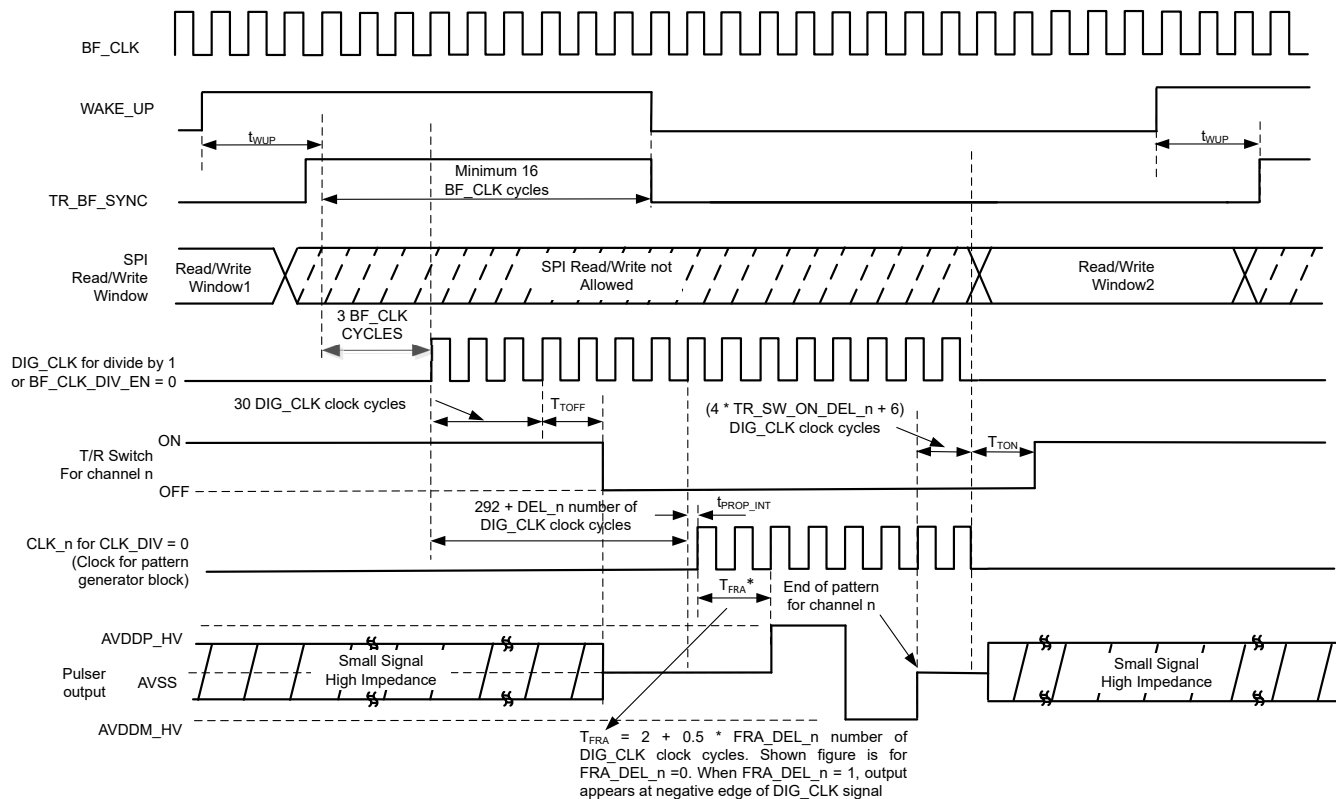 BF_CLK
WAKE_UP
tWUP
tWUP
Minimum 16
BF_CLK cycles
TR_BF_SYNC
SPI
Read/Write
Window
Read/Write
Window1
SPI Read/Write not
Allowed
Read/Write
Window2
3 BF_CLK
CYCLES
DIG_CLK for divide by 1
or BF_CLK_DIV_EN = 0
30 DIG_CLK clock cycles
TTOFF
(4 * TR_SW_ON_DEL_n + 6)
DIG_CLK clock cycles
TTON
ON
T/R Switch
For channel n
OFF
292 + DEL_n number of
DIG_CLK clock cycles
tPROP_INT
CLK_n for CLK_DIV = 0
(Clock for pattern
generator block)
TFRA*
End of pattern
for channel n
AVDDP_HV
Pulser
output
AVSS
Small Signal
High Impedance
Small Signal
High Impedance
AVDDM_HV
TFRA = 2 + 0.5 * FRA_DEL_n number of
DIG_CLK clock cycles. Shown figure is for
FRA_DEL_n =0. When FRA_DEL_n = 1, output
appears at negative edge of DIG_CLK signal